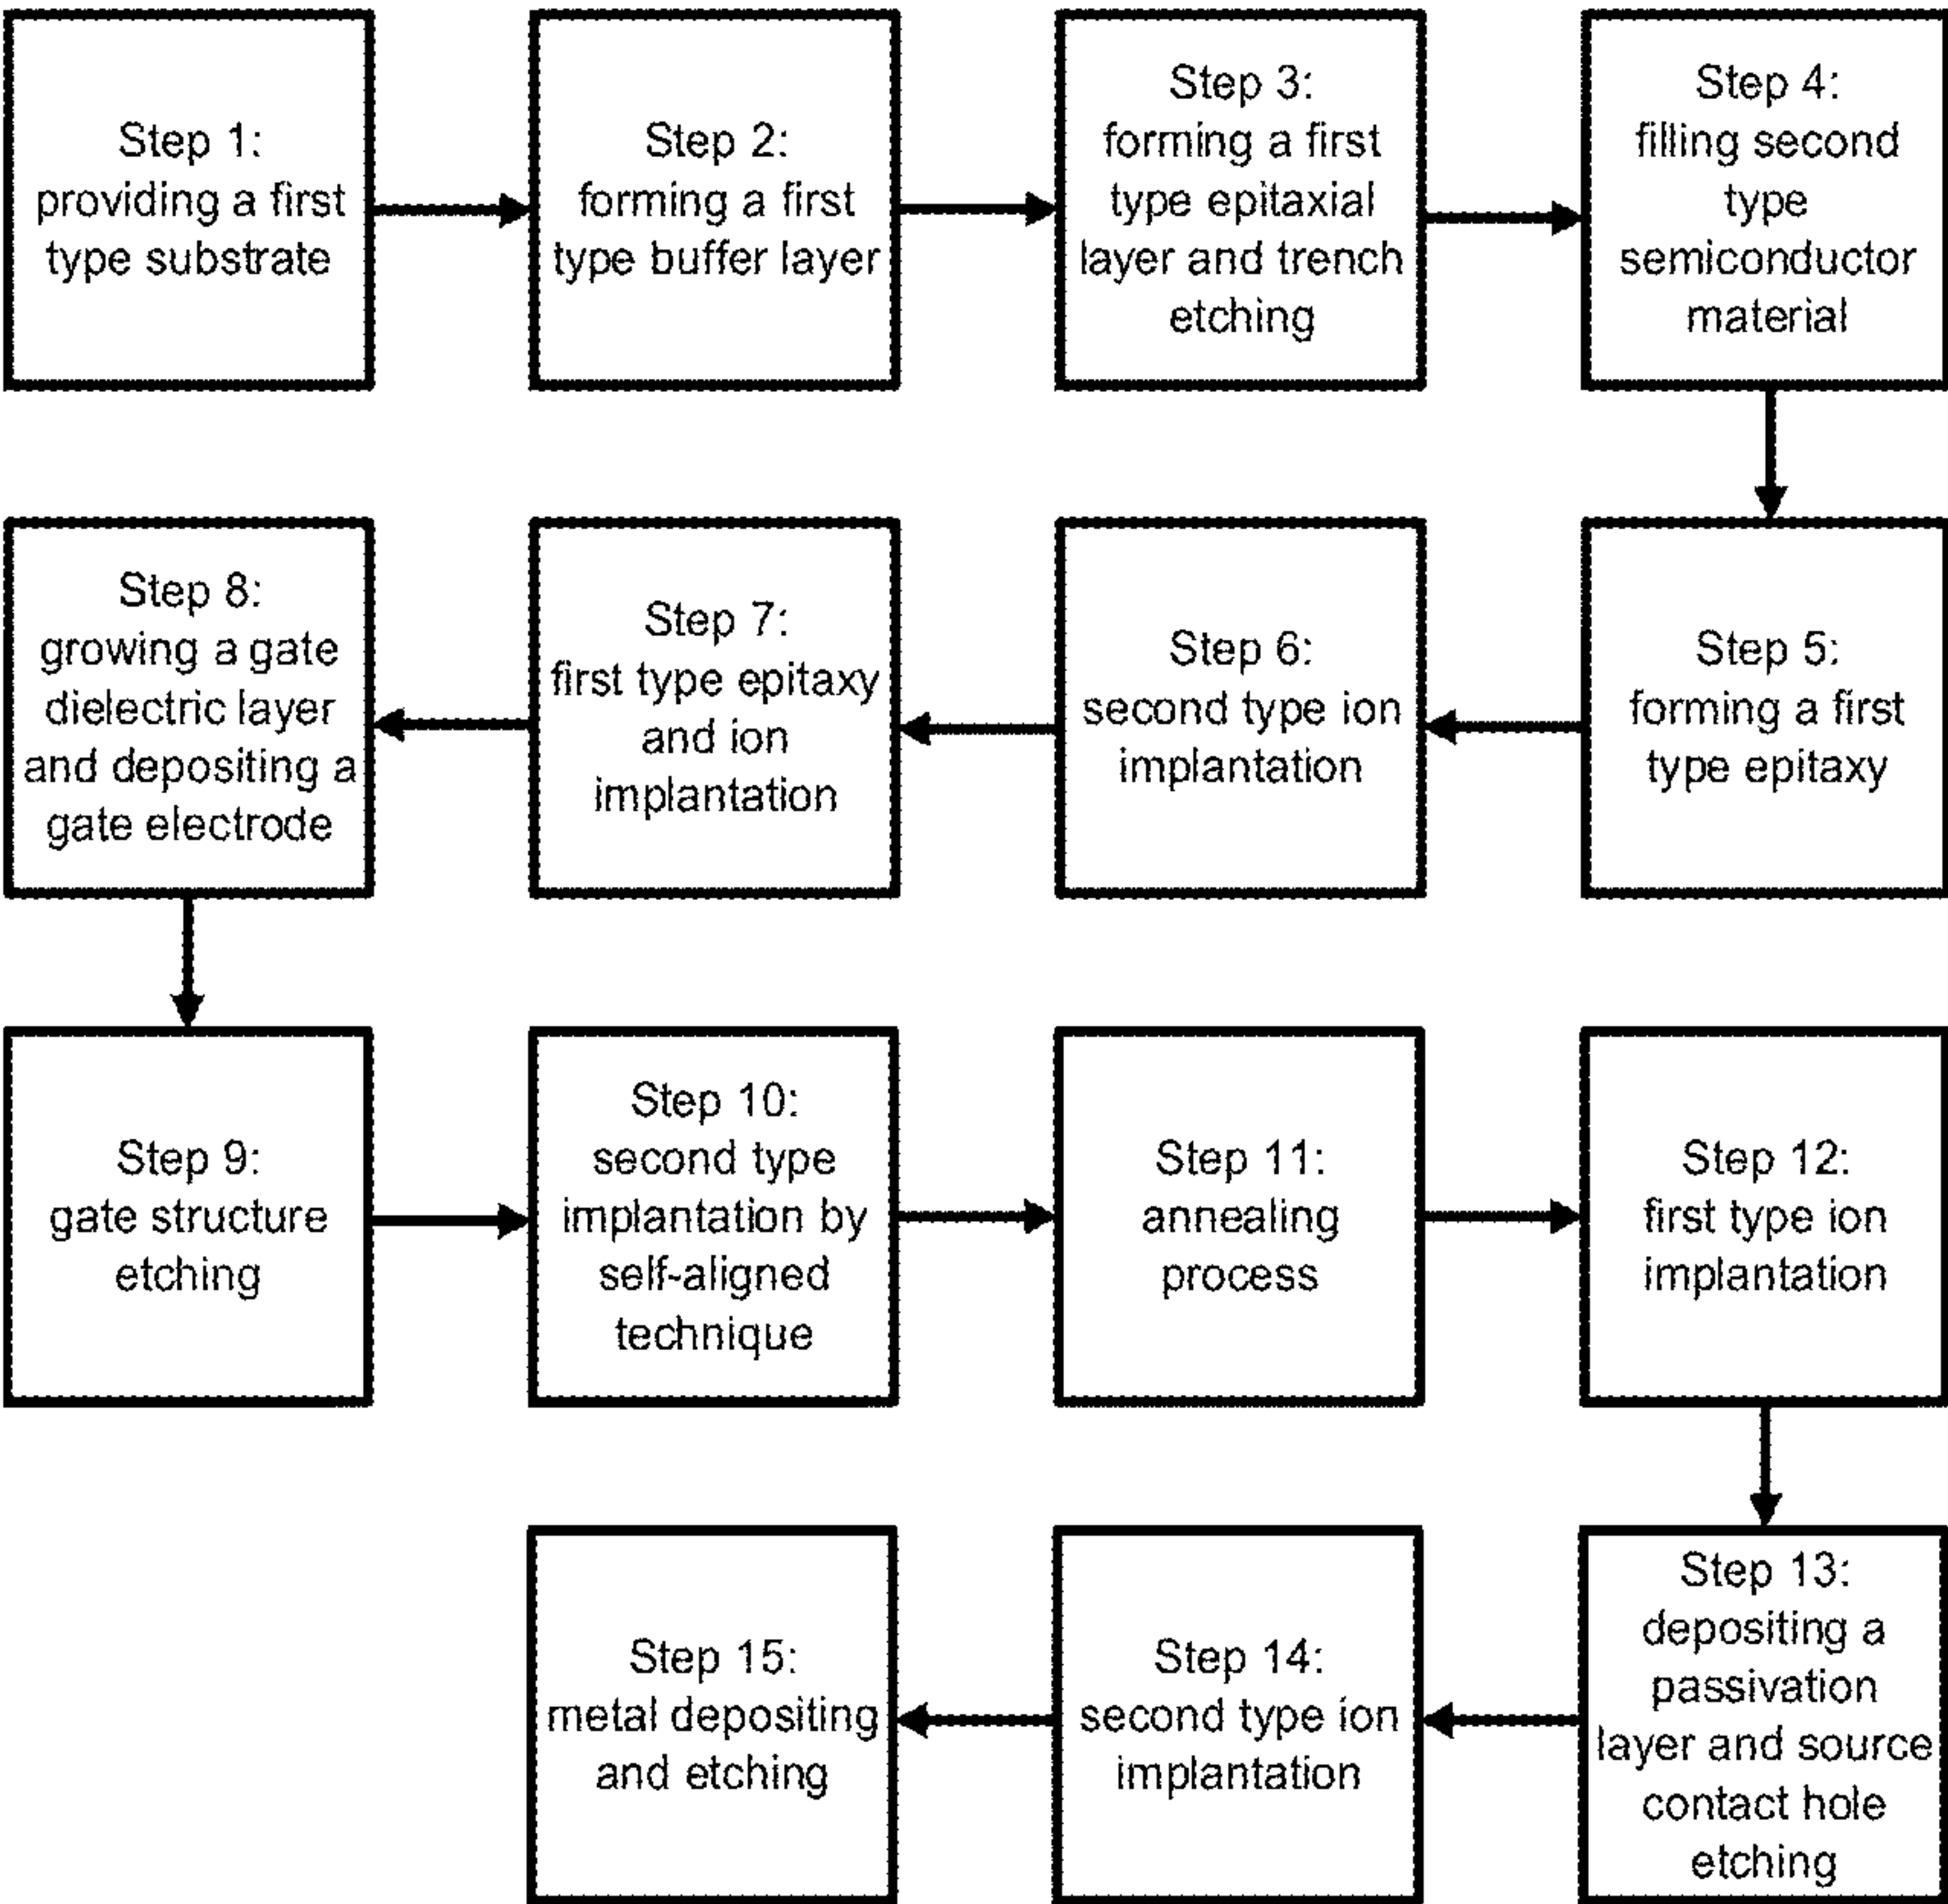 Step 1:
providing a first
type substrate
Step 2:
forming a first
type buffer layer
Step 3:
forming a first
type epitaxial
layer and trench
etching
Step 4:
filling second
type
semiconductor
material
Step 5:
forming a first
type epitaxy
Step 6:
second type ion
implantation
Step 7:
first type epitaxy
and ion
implantation
Step 8:
growing a gate
dielectric layer
and depositing a
gate electrode
Step 9:
gate structure
etching
Step 10:
second type
implantation by
self-aligned
technique
Step 11:
annealing
process
Step 12:
first type ion
implantation
Step 13:
depositing a
passivation
layer and source
contact hole
etching
Step 14:
second type ion
implantation
Step 15:
metal depositing
and etching